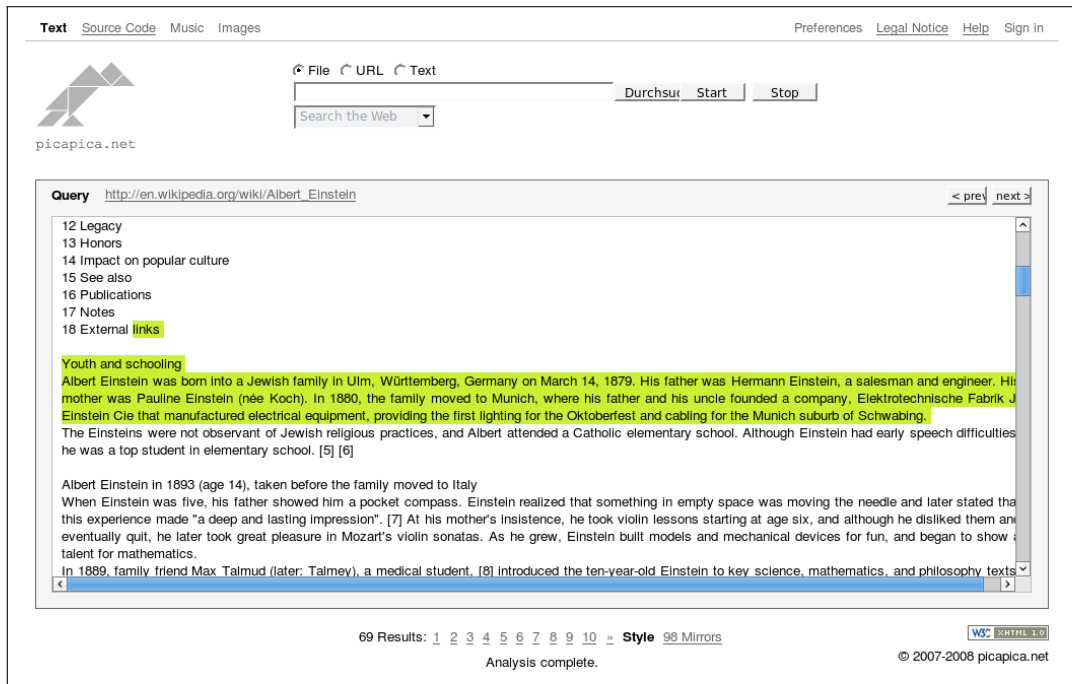 Text Source Code Music Images Preferences Legal Notice Help Sign in
File URL Text
Durchsuc Start Stop
Search the Web
picapica.net
Query http://en.wikipedia.org/wiki/Albert_Einstein < prev next >
12 Legacy
13 Honors
14 Impact on popular culture
15 See also
16 Publications
17 Notes
18 External links
Youth and schooling
Albert Einstein was born into a Jewish family in Ulm, Württemberg, Germany on March 14, 1879. His father was Hermann Einstein, a salesman and engineer. His
mother was Pauline Einstein (née Koch). In 1880, the family moved to Munich, where his father and his uncle founded a company, Elektrotechnische Fabrik J
Einstein Cie that manufactured electrical equipment, providing the first lighting for the Oktoberfest and cabling for the Munich suburb of Schwabing.
The Einsteins were not observant of Jewish religious practices, and Albert attended a Catholic elementary school. Although Einstein had early speech difficulties
he was a top student in elementary school. [5] [6]
Albert Einstein in 1893 (age 14), taken before the family moved to Italy
When Einstein was five, his father showed him a pocket compass. Einstein realized that something in empty space was moving the needle and later stated that
this experience made "a deep and lasting impression". [7] At his mother's insistence, he took violin lessons starting at age six, and although he disliked them and
eventually quit, he later took great pleasure in Mozart's violin sonatas. As he grew, Einstein built models and mechanical devices for fun, and began to show a
talent for mathematics.
In 1889, family friend Max Talmud (later: Talmey), a medical student, [8] introduced the ten-year-old Einstein to key science, mathematics, and philosophy texts
69 Results: 1 2 3 4 5 6 7 8 9 10 » Style 98 Mirrors
W3C XHTML 1.0
Analysis complete.
© 2007-2008 picapica.net